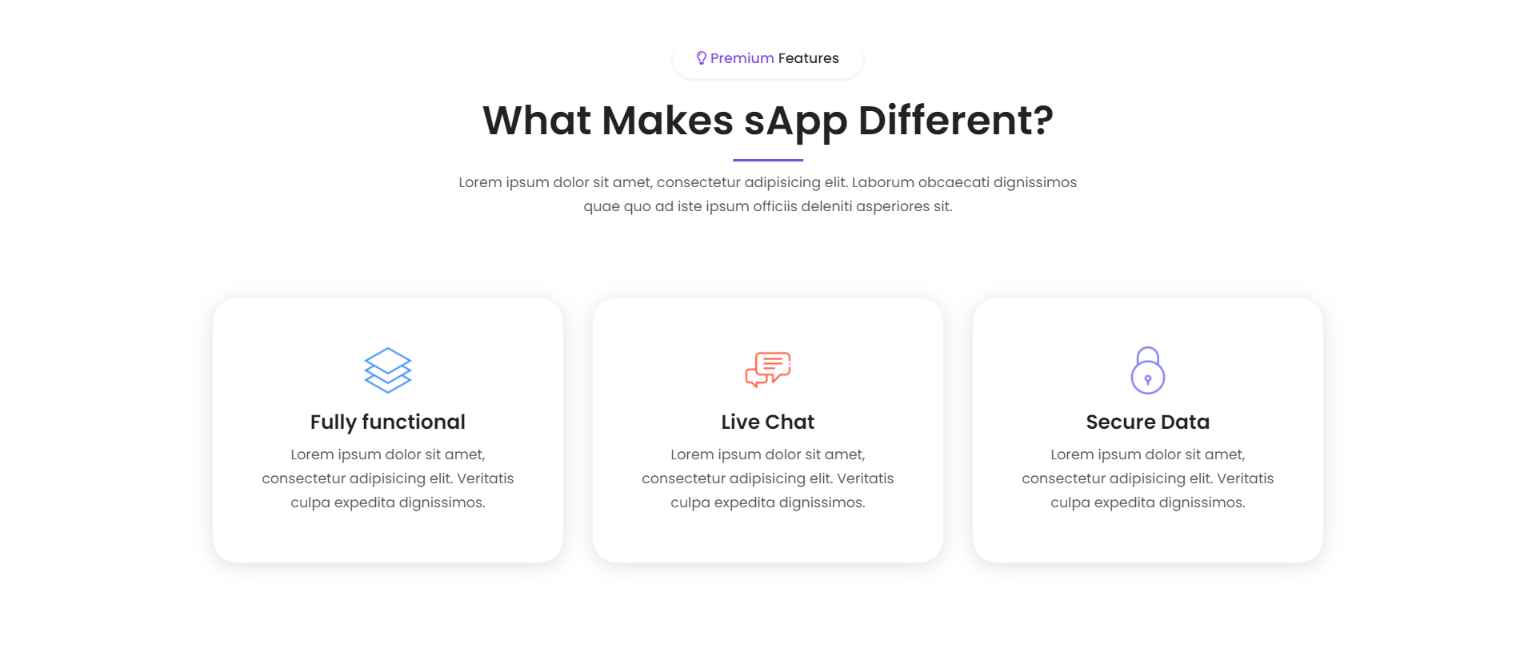 Premium Features
What Makes sApp Different?
Lorem ipsum dolor sit amet, consectetur adipisicing elit. Laborum obcaecati dignissimos
quae quo ad iste ipsum officiis deleniti asperiores sit.
Fully functional
Lorem ipsum dolor sit amet,
consectetur adipisicing elit. Veritatis
culpa expedita dignissimos.
Live Chat
Lorem ipsum dolor sit amet,
consectetur adipisicing elit. Veritatis
culpa expedita dignissimos.
Secure Data
Lorem ipsum dolor sit amet,
consectetur adipisicing elit. Veritatis
culpa expedita dignissimos.